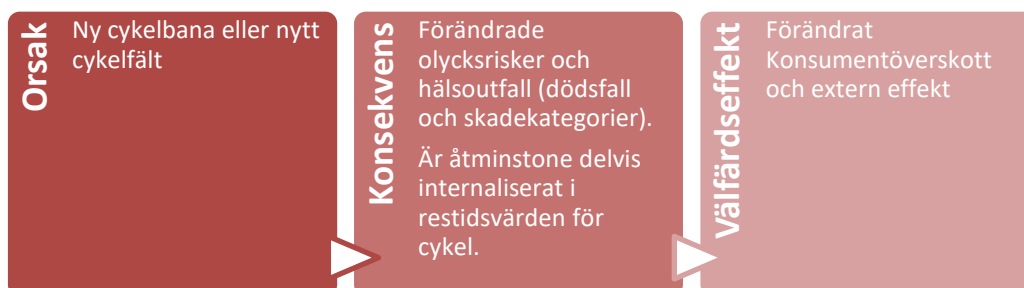 Orsak
Ny cykelbana eller nytt
cykelfält
Konsekvens
Förändrade
olycksrisker och
hälsoutfall (dödsfall
och skadekategorier).
Är åtminstone delvis
internaliserat i
restidsvärden för
cykel.
Välfärdseffekt
Förändrat
Konsumentöverskott
och extern effekt